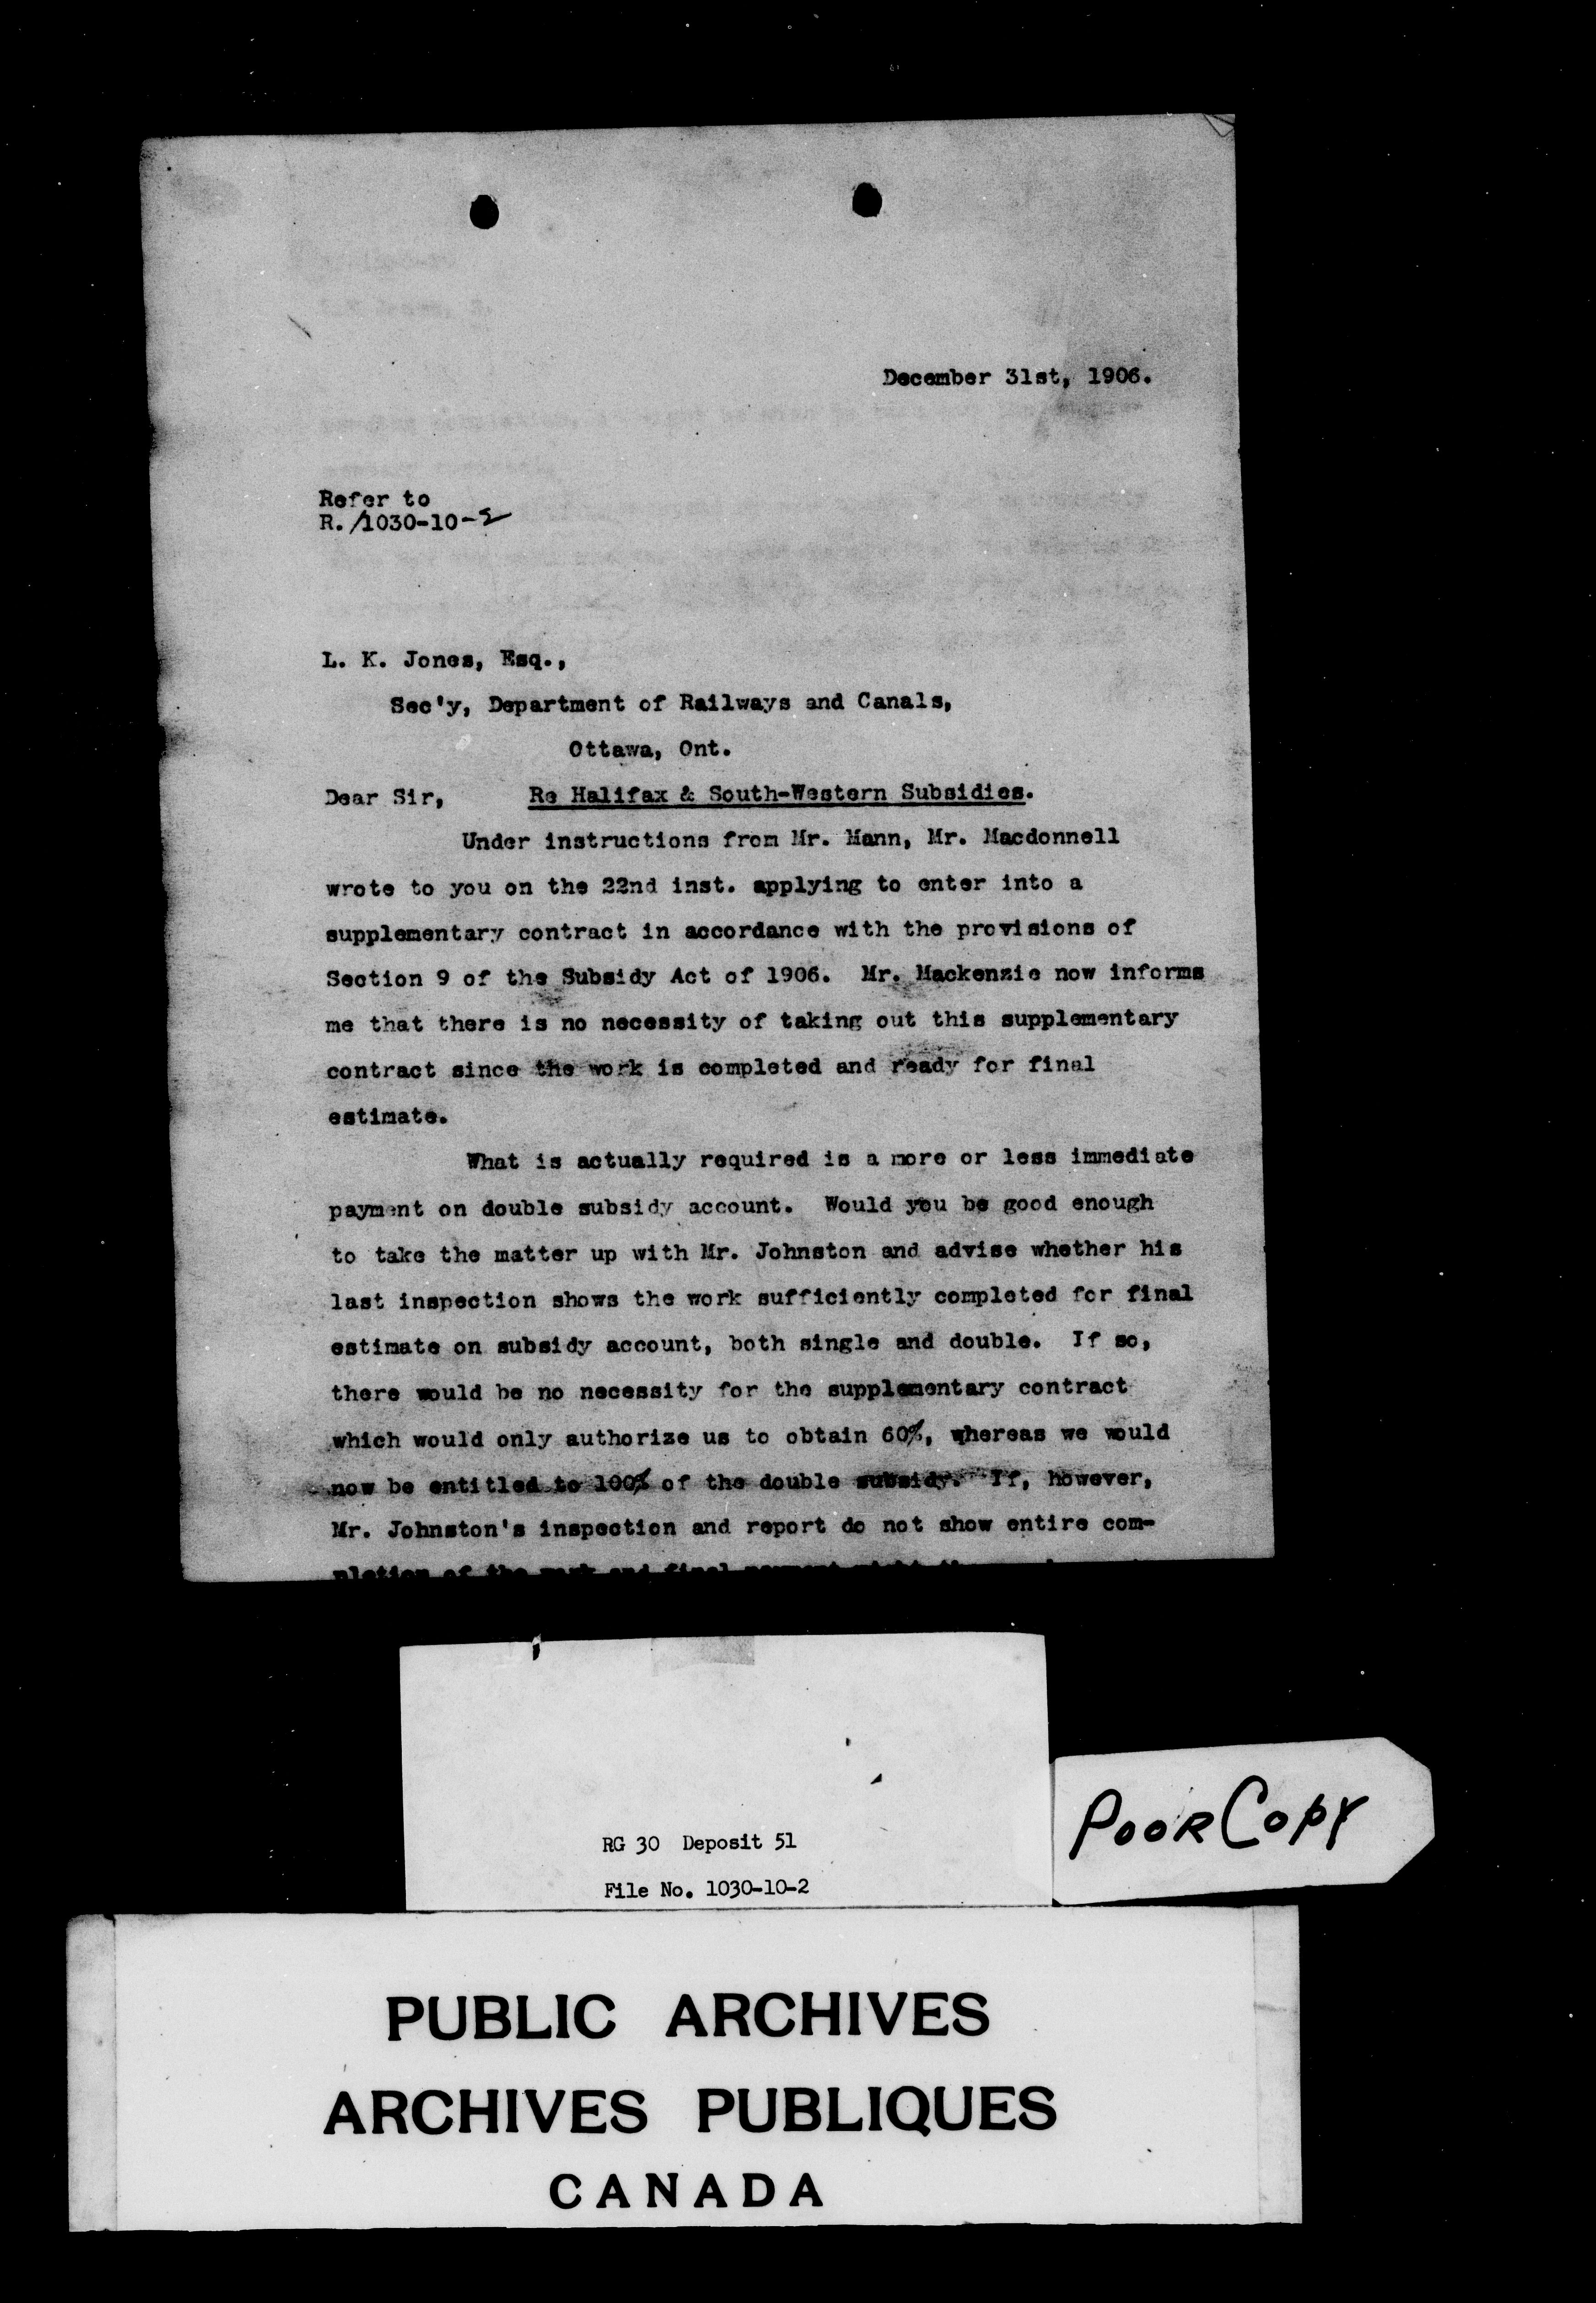 December 31st, 1906.
Refer to
R./1030-10-2
L. K. Jones, Esq.,
Sec'y, Department of Railways and Canals,
Ottawa, Ont.
Dear Sir, Re Halifax & South-Western Subsidies.
Under instructions from Mr. Mann, Mr. Macdonnell
wrote to you on the 22nd inst. applying to enter into a
supplementary contract in accordance with the provisions of
Section 9 of the Subsidy Act of 1906. Mr. Mackenzie now informs
me that there is no necessity of taking out this supplementary
contract since the work is completed and ready for final
estimate.
What is actually required is a more or less immediate
payment on double subsidy account. Would you be good enough
to take the matter up with Mr. Johnston and advise whether his
last inspection shows the work sufficiently completed for final
estimate on subsidy account, both single and double. If so,
there would be no necessity for the supplementary contract
which would only authorize us to obtain 60%, whereas we would
now be entitled to 100% of the double subsidy. If, however,
Mr. Johnston's inspection and report do not show entire com-
pletion of the work and final payment might
RG 30 Deposit 51
File No. 1030-10-2
POOR COPY
PUBLIC ARCHIVES
ARCHIVES PUBLIQUES
CANADA